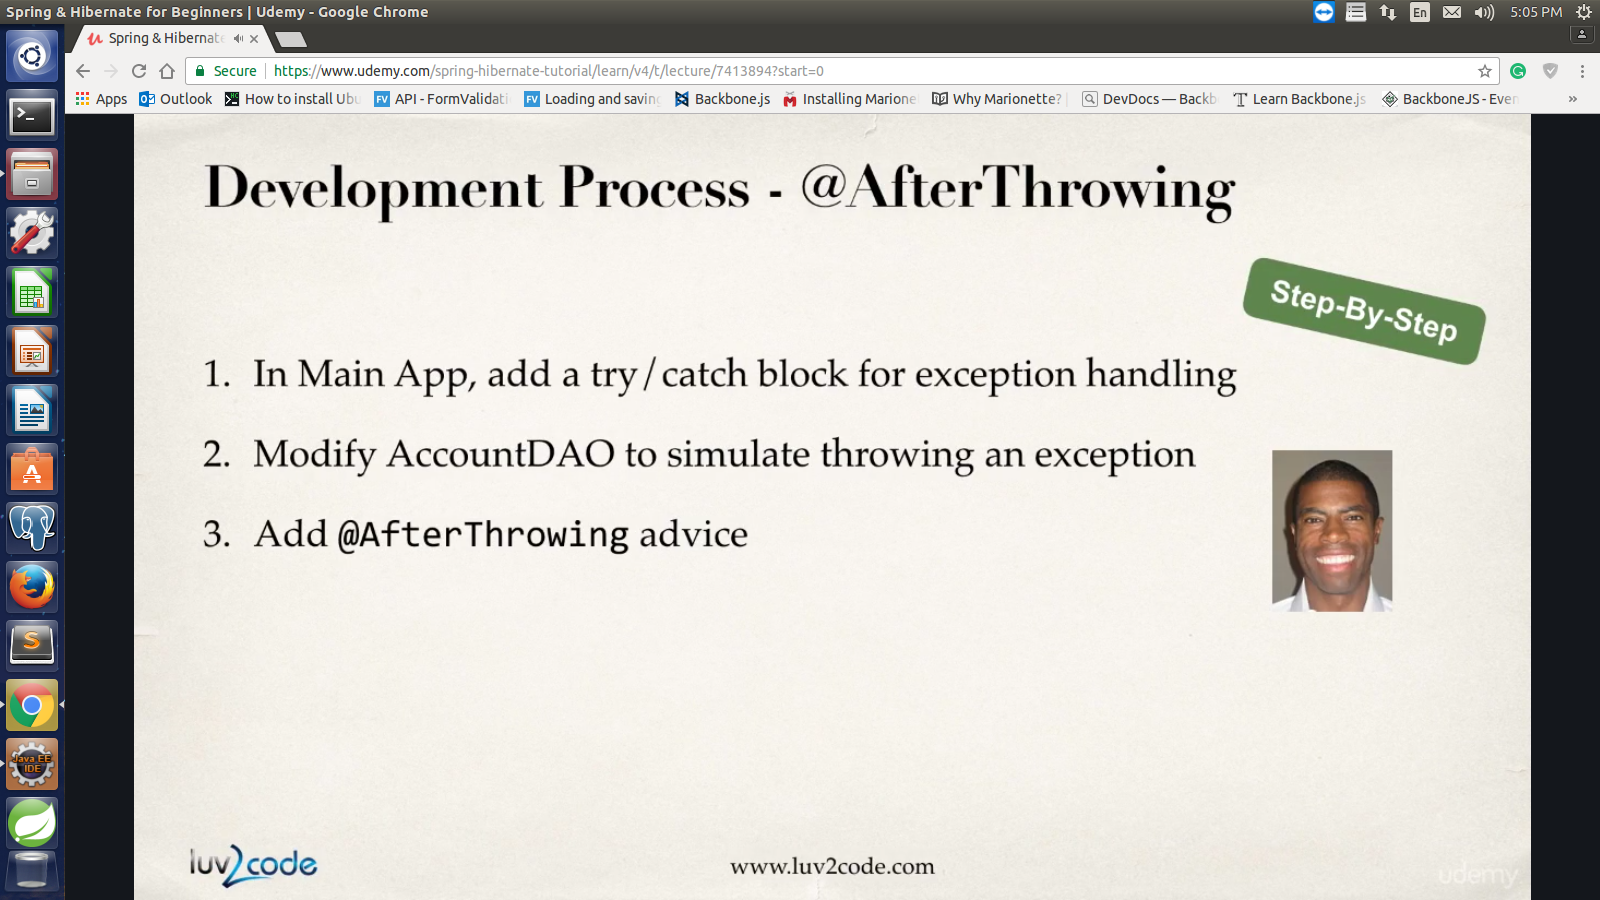 Spring & Hibernate for Beginners | Udemy - Google Chrome
En
5:05 PM
Spring & Hibernate
Secure
https://www.udemy.com/spring-hibernate-tutorial/learn/v4/t/lecture/7413894?start=0
Apps
Outlook
How to install Ubu
API - FormValidati
Loading and saving
Backbone.js
Installing Marione
Why Marionette?
DevDocs — Backb
Learn Backbone.js
BackboneJS - Even
»
Development Process - @AfterThrowing
Step-By-Step
1. In Main App, add a try/catch block for exception handling
2. Modify AccountDAO to simulate throwing an exception
3. Add @AfterThrowing advice
Java EE
IDE
luv2code
www.luv2code.com
udemy